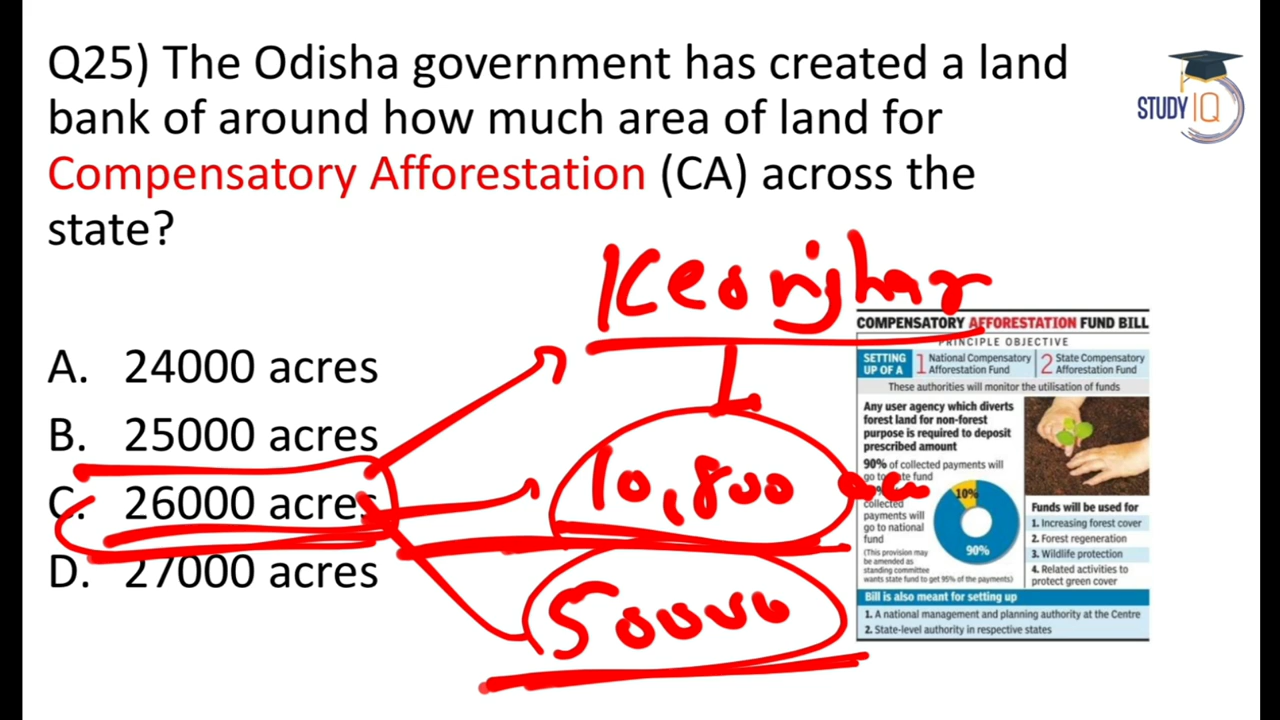 Q25) The Odisha government has created a land
bank of around how much area of land for
Compensatory Afforestation (CA) across the
state?
STUDY IQ
A. 24000 acres
B. 25000 acres
C. 26000 acres
D. 27000 acres
Keonjhar
10,800
50000
COMPENSATORY AFFORESTATION FUND BILL
PRINCIPLE OBJECTIVE
SETTING
UP OF A
1 National Compensatory
Afforestation Fund
2 State Compensatory
Afforestation Fund
These authorities will monitor the utilisation of funds
Any user agency which diverts
forest land for non-forest
purpose is required to deposit
prescribed amount
90% of collected payments will
go to fund
collected
payments will
go to national
fund
(This provision may
be amended as
standing committee
wants state fund to get 95% of the payments)
10%
90%
Funds will be used for
1. Increasing forest cover
2. Forest regeneration
3. Wildlife protection
4. Related activities to
protect green cover
Bill is also meant for setting up
1. A national management and planning authority at the Centre
2. State-level authority in respective states